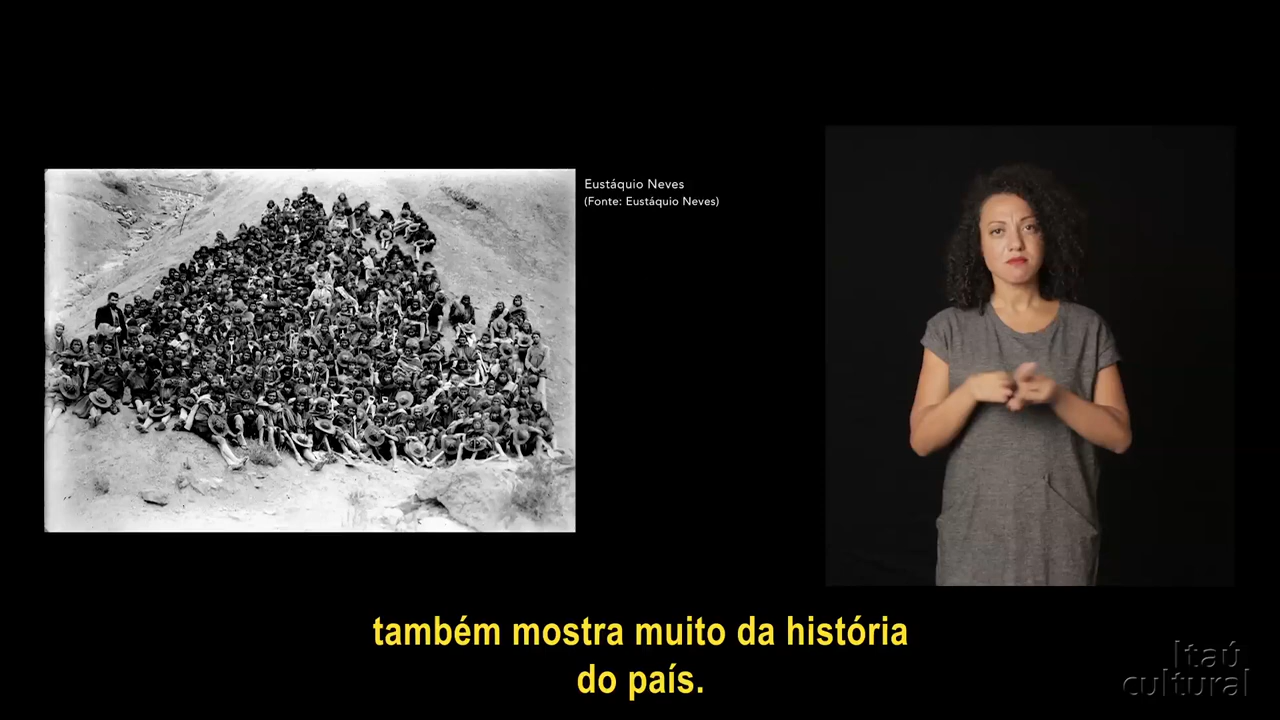 Eustáquio Neves
(Fonte: Eustáquio Neves)
também mostra muito da história
do país.
Itaú
cultural